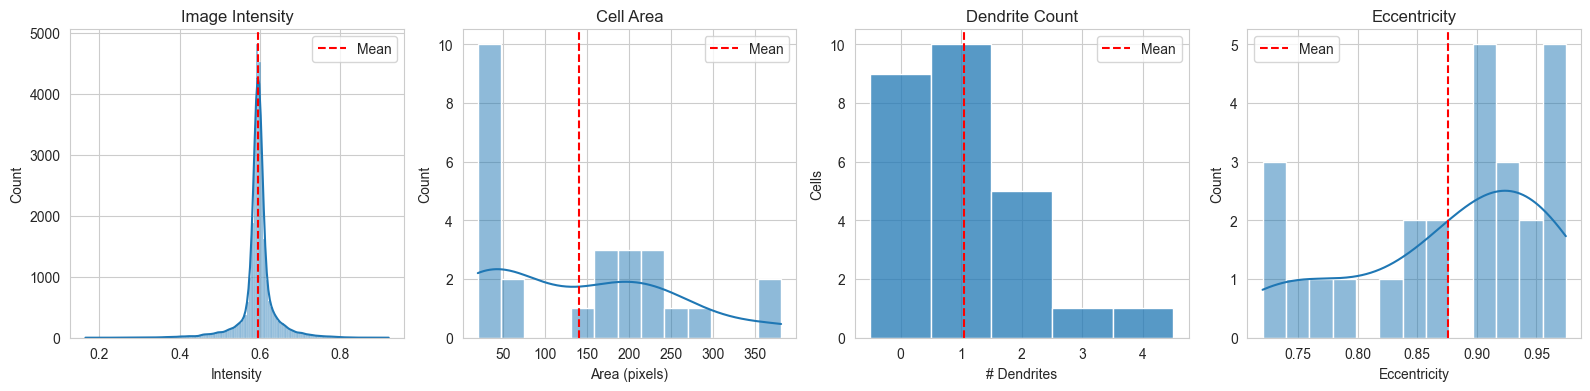 Image Intensity
Mean
5000
4000
3000
2000
1000
0
Count
0.2 0.4 0.6 0.8
Intensity
Cell Area
Mean
10
8
6
4
2
0
Count
50 100 150 200 250 300 350
Area (pixels)
Dendrite Count
Mean
10
8
6
4
2
0
Cells
0 1 2 3 4
# Dendrites
Eccentricity
Mean
5
4
3
2
1
0
Count
0.75 0.80 0.85 0.90 0.95
Eccentricity